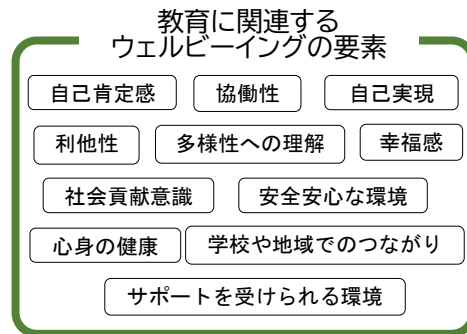 教育に関連する
ウェルビーイングの要素
自己肯定感 協働性 自己実現
利他性 多様性への理解 幸福感
社会貢献意識 安全安心な環境
心身の健康 学校や地域でのつながり
サポートを受けられる環境